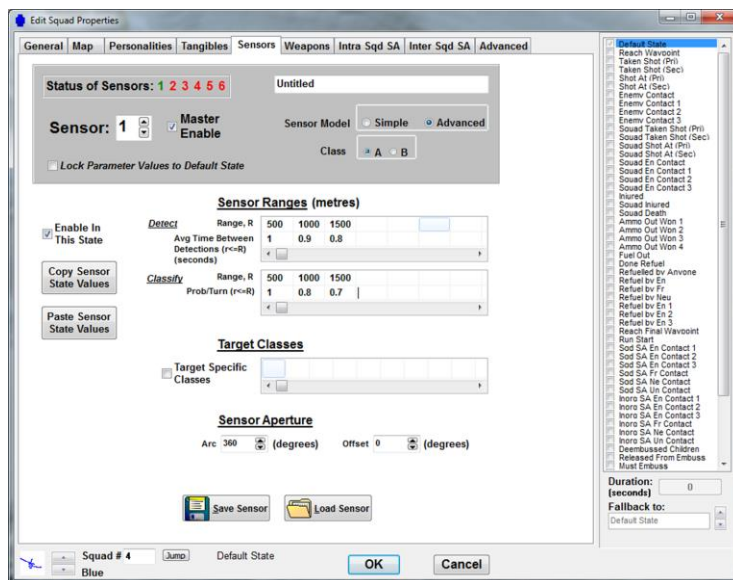 Edit Squad Properties
General Map Personalities Tangibles Sensors Weapons Intra Sqd SA Inter Sqd SA Advanced
Status of Sensors: 1 2 3 4 5 6
Untitled
Sensor: 1
Master Enable
Sensor Model Simple Advanced
Class A B
Lock Parameter Values to Default State
Sensor Ranges (metres)
Enable In
This State
Detect Range, R 500 1000 1500
Avg Time Between
Detections (r<=R)
(seconds)
1 0.9 0.8
Copy Sensor
State Values
Classify Range, R 500 1000 1500
Prob/Turn (r<=R) 1 0.8 0.7
Paste Sensor
State Values
Target Classes
Target Specific
Classes
Sensor Aperture
Arc 360 (degrees) Offset 0 (degrees)
Save Sensor Load Sensor
Squad # 4 Jump Default State
Blue
OK Cancel
Default State
Reach Waypoint
Taken Shot (Pri)
Taken Shot (Sec)
Shot At (Pri)
Shot At (Sec)
Enemy Contact
Enemy Contact 1
Enemy Contact 2
Enemy Contact 3
Squad Taken Shot (Pri)
Squad Taken Shot (Sec)
Squad Shot At (Pri)
Squad Shot At (Sec)
Squad En Contact
Squad En Contact 1
Squad En Contact 2
Squad En Contact 3
Injured
Squad Injured
Squad Death
Ammo Out Wpn 1
Ammo Out Wpn 2
Ammo Out Wpn 3
Ammo Out Wpn 4
Fuel Out
Done Refuel
Refuelled by Anyone
Refuel by En
Refuel by Fr
Refuel by Neu
Refuel by En 1
Refuel by En 2
Refuel by En 3
Reach Final Waypoint
Run Start
Sqd SA En Contact 1
Sqd SA En Contact 2
Sqd SA En Contact 3
Sqd SA Fr Contact
Sqd SA Ne Contact
Sqd SA Un Contact
Inorg SA En Contact 1
Inorg SA En Contact 2
Inorg SA En Contact 3
Inorg SA Fr Contact
Inorg SA Ne Contact
Inorg SA Un Contact
Deembussed Children
Released From Embuss
Must Embuss
Duration:
(seconds) 0
Fallback to:
Default State